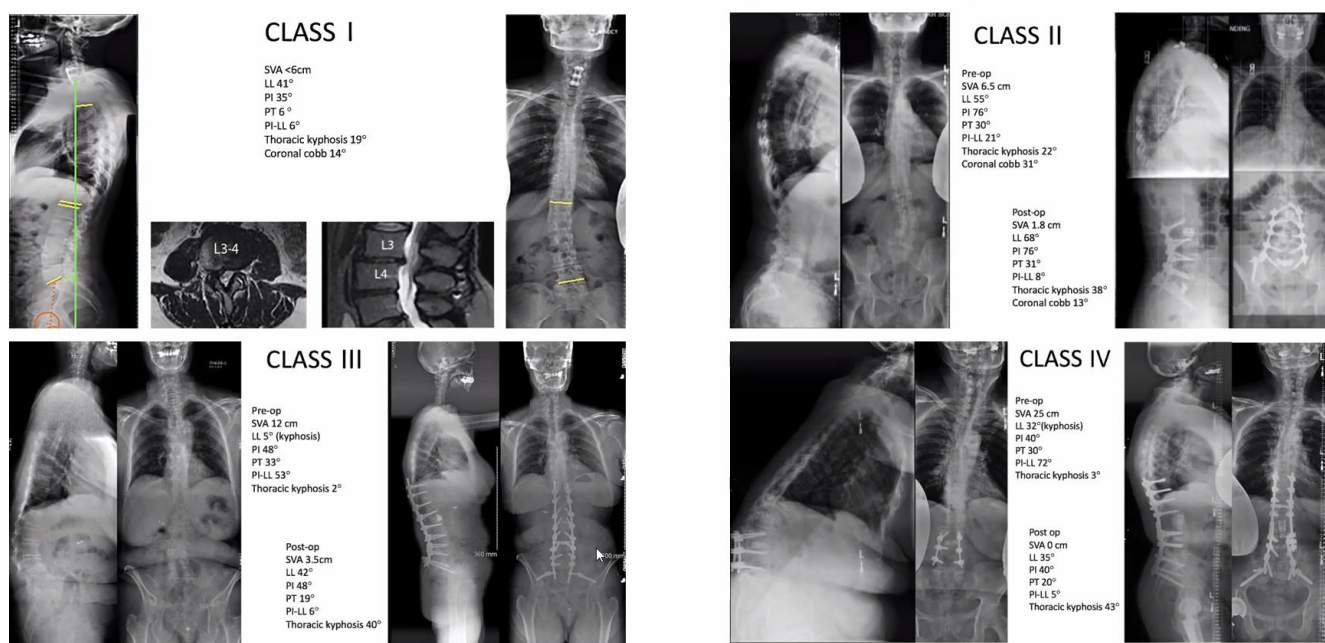 CLASS I
SVA <6cm
LL 41°
PI 35°
PT 6 °
PI-LL 6°
Thoracic kyphosis 19°
Coronal cobb 14°
L3-4
L3
L4
CLASS II
Pre-op
SVA 6.5 cm
LL 55°
PI 76°
PT 30°
PI-LL 21°
Thoracic kyphosis 22°
Coronal cobb 31°
Post-op
SVA 1.8 cm
LL 68°
PI 76°
PT 31°
PI-LL 8°
Thoracic kyphosis 38°
Coronal cobb 13°
NDING
CLASS III
Pre-op
SVA 12 cm
LL 5° (kyphosis)
PI 48°
PT 33°
PI-LL 53°
Thoracic kyphosis 2°
Post-op
SVA 3.5cm
LL 42°
PI 48°
PT 19°
PI-LL 6°
Thoracic kyphosis 40°
360 mm
CLASS IV
Pre-op
SVA 25 cm
LL 32°(kyphosis)
PI 40°
PT 30°
PI-LL 72°
Thoracic kyphosis 3°
Post op
SVA 0 cm
LL 35°
PI 40°
PT 20°
PI-LL 5°
Thoracic kyphosis 43°